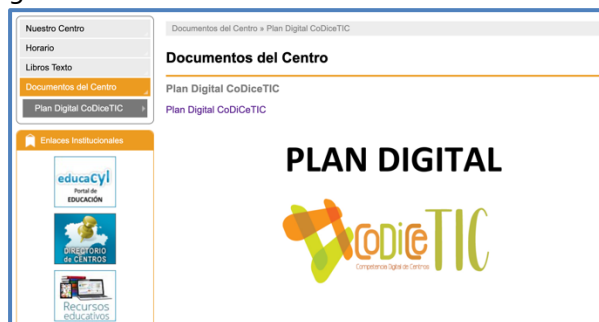 Nuestro Centro
Horario
Libros Texto
Documentos del Centro
Plan Digital CoDiceTIC
Enlaces Institucionales
educacyl
Portal de
EDUCACIÓN
DIRECTORIO
de CENTROS
Recursos
educativos
Documentos del Centro » Plan Digital CoDiceTIC
Documentos del Centro
Plan Digital CoDiceTIC
Plan Digital CoDiCeTIC
PLAN DIGITAL
CoDiCe TIC
Competencia Digital de Centros